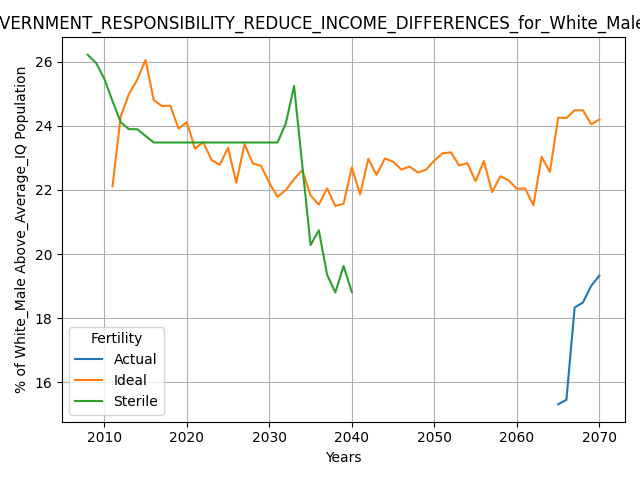 VERNMENT_RESPONSIBILITY_REDUCE_INCOME_DIFFERENCES_for_White_Male
% of White_Male Above_Average_IQ Population
26
24
22
20
18
16
Fertility
Actual
Ideal
Sterile
2010 2020 2030 2040 2050 2060 2070
Years